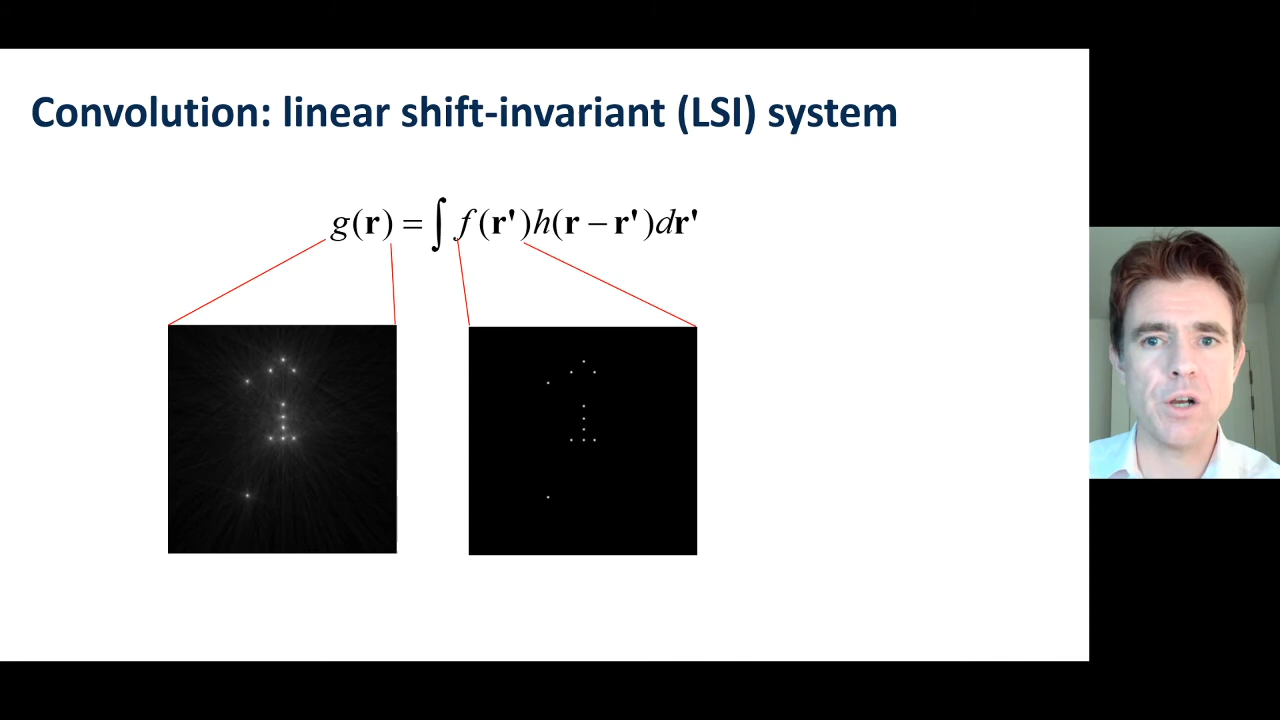 Convolution: linear shift-invariant (LSI) system
g(r) = ∫ f(r')h(r − r')dr'